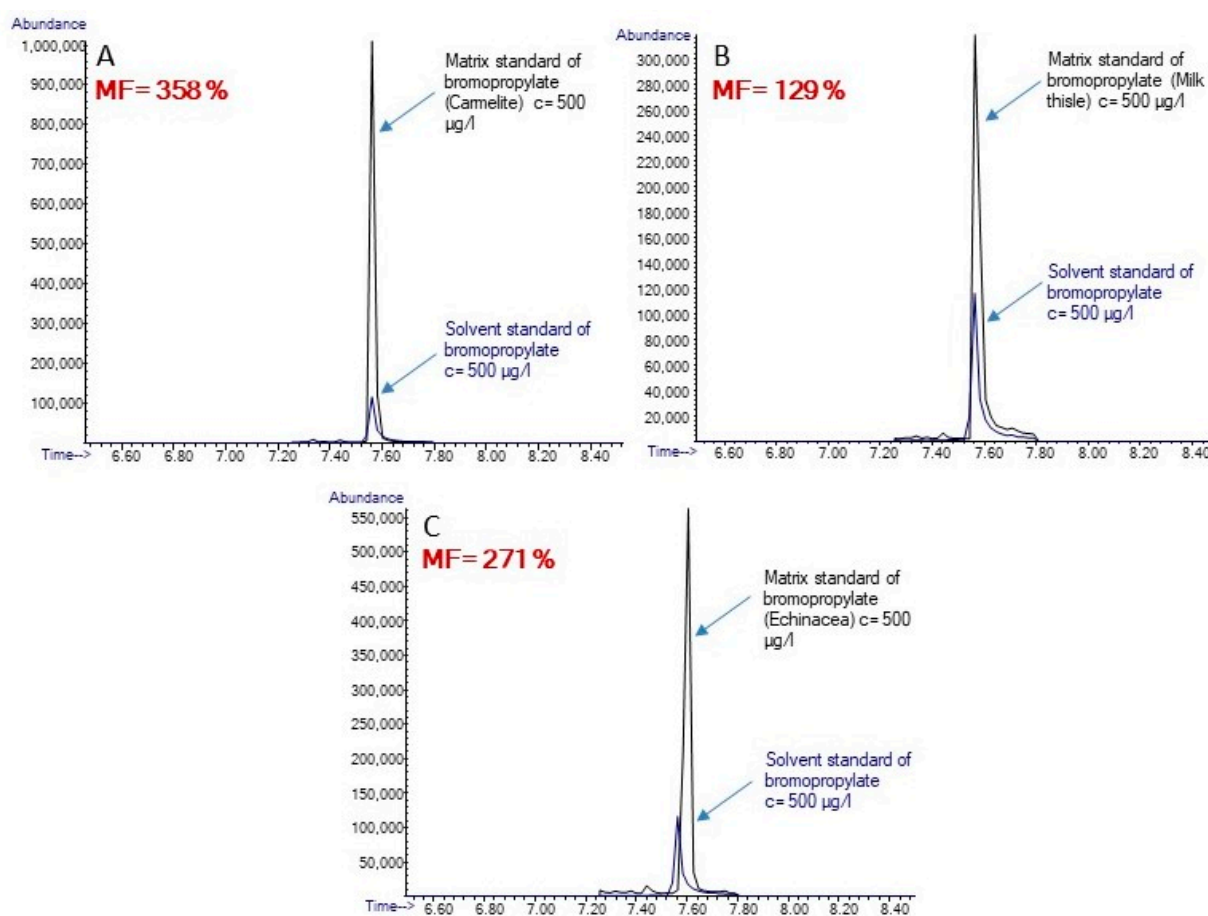 Abundance
A
MF= 358 %
1,000,000
900,000
800,000
700,000
600,000
500,000
400,000
300,000
200,000
100,000
Matrix standard of
bromopropylate
(Carmelite) c= 500
µg/l
Solvent standard of
bromopropylate
c= 500 µg/l
Time--> 6.60 6.80 7.00 7.20 7.40 7.60 7.80 8.00 8.20 8.40
Abundance
B
MF= 129 %
300,000
280,000
260,000
240,000
220,000
200,000
180,000
160,000
140,000
120,000
100,000
80,000
60,000
40,000
20,000
Matrix standard of
bromopropylate (Milk
thisle) c= 500 µg/l
Solvent standard of
bromopropylate
c= 500 µg/l
Time--> 6.60 6.80 7.00 7.20 7.40 7.60 7.80 8.00 8.20 8.40
Abundance
C
MF= 271 %
550,000
500,000
450,000
400,000
350,000
300,000
250,000
200,000
150,000
100,000
50,000
Matrix standard of
bromopropylate
(Echinacea) c= 500
µg/l
Solvent standard of
bromopropylate
c= 500 µg/l
Time--> 6.60 6.80 7.00 7.20 7.40 7.60 7.80 8.00 8.20 8.40